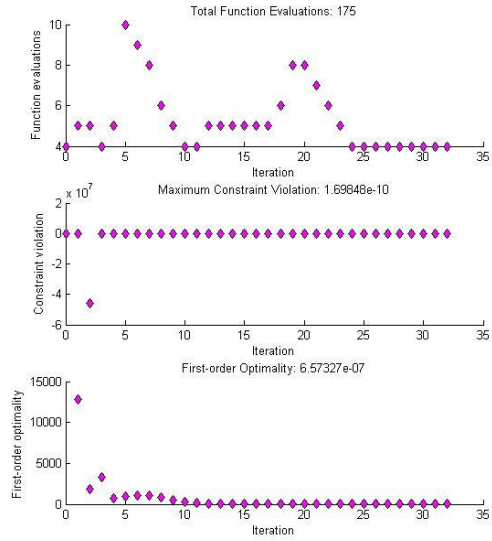 Total Function Evaluations: 175
10
8
6
4
Function evaluations
0 5 10 15 20 25 30 35
Iteration
x 10^7
Maximum Constraint Violation: 1.69848e-10
2
0
-2
-4
-6
Constraint violation
0 5 10 15 20 25 30 35
Iteration
First-order Optimality: 6.57327e-07
15000
10000
5000
0
First-order optimality
0 5 10 15 20 25 30 35
Iteration